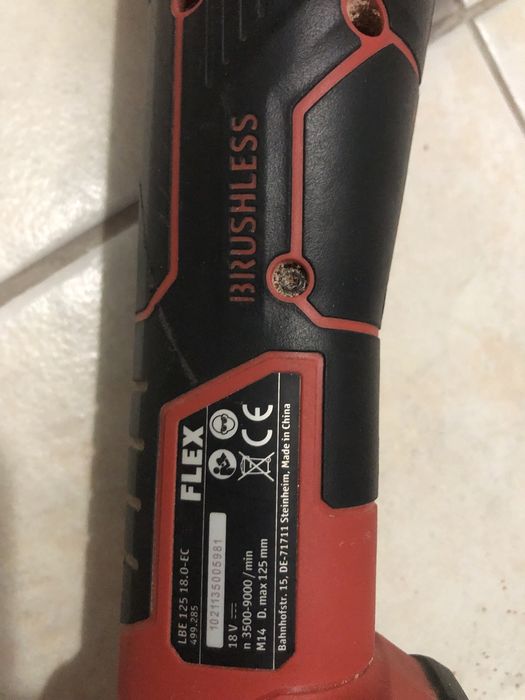 BRUSHLESS
FLEX
CE
LBE 125 18.0-EC
499.285
1021135005981
18 V
n 3500-9000 / min
M14 D. max 125 mm
Bahnhofstr. 15, DE-71711 Steinheim, Made in China